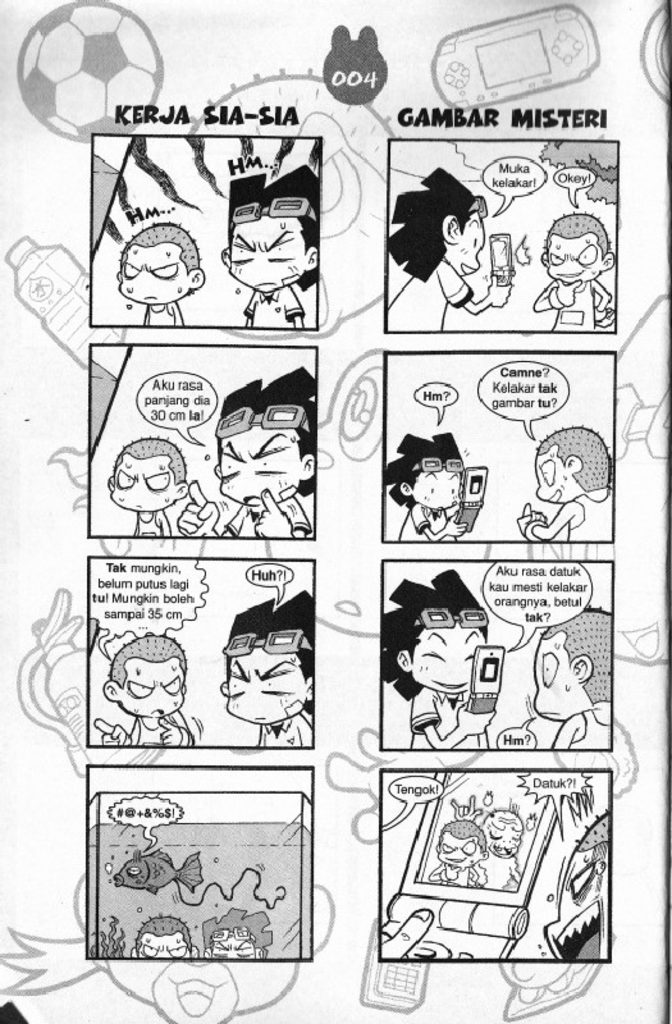 004
KERJA SIA-SIA
HM...
HM...
Aku rasa
panjang dia
30 cm la!
Tak mungkin,
belum putus lagi
tu! Mungkin boleh
sampai 35 cm
...
Huh?!
#@+&%$!
GAMBAR MISTERI
Muka
kelakar!
Okey!
Hm?
Camne?
Kelakar tak
gambar tu?
Aku rasa datuk
kau mesti kelakar
orangnya, betul
tak?
Hm?
Tengok!
Datuk?!